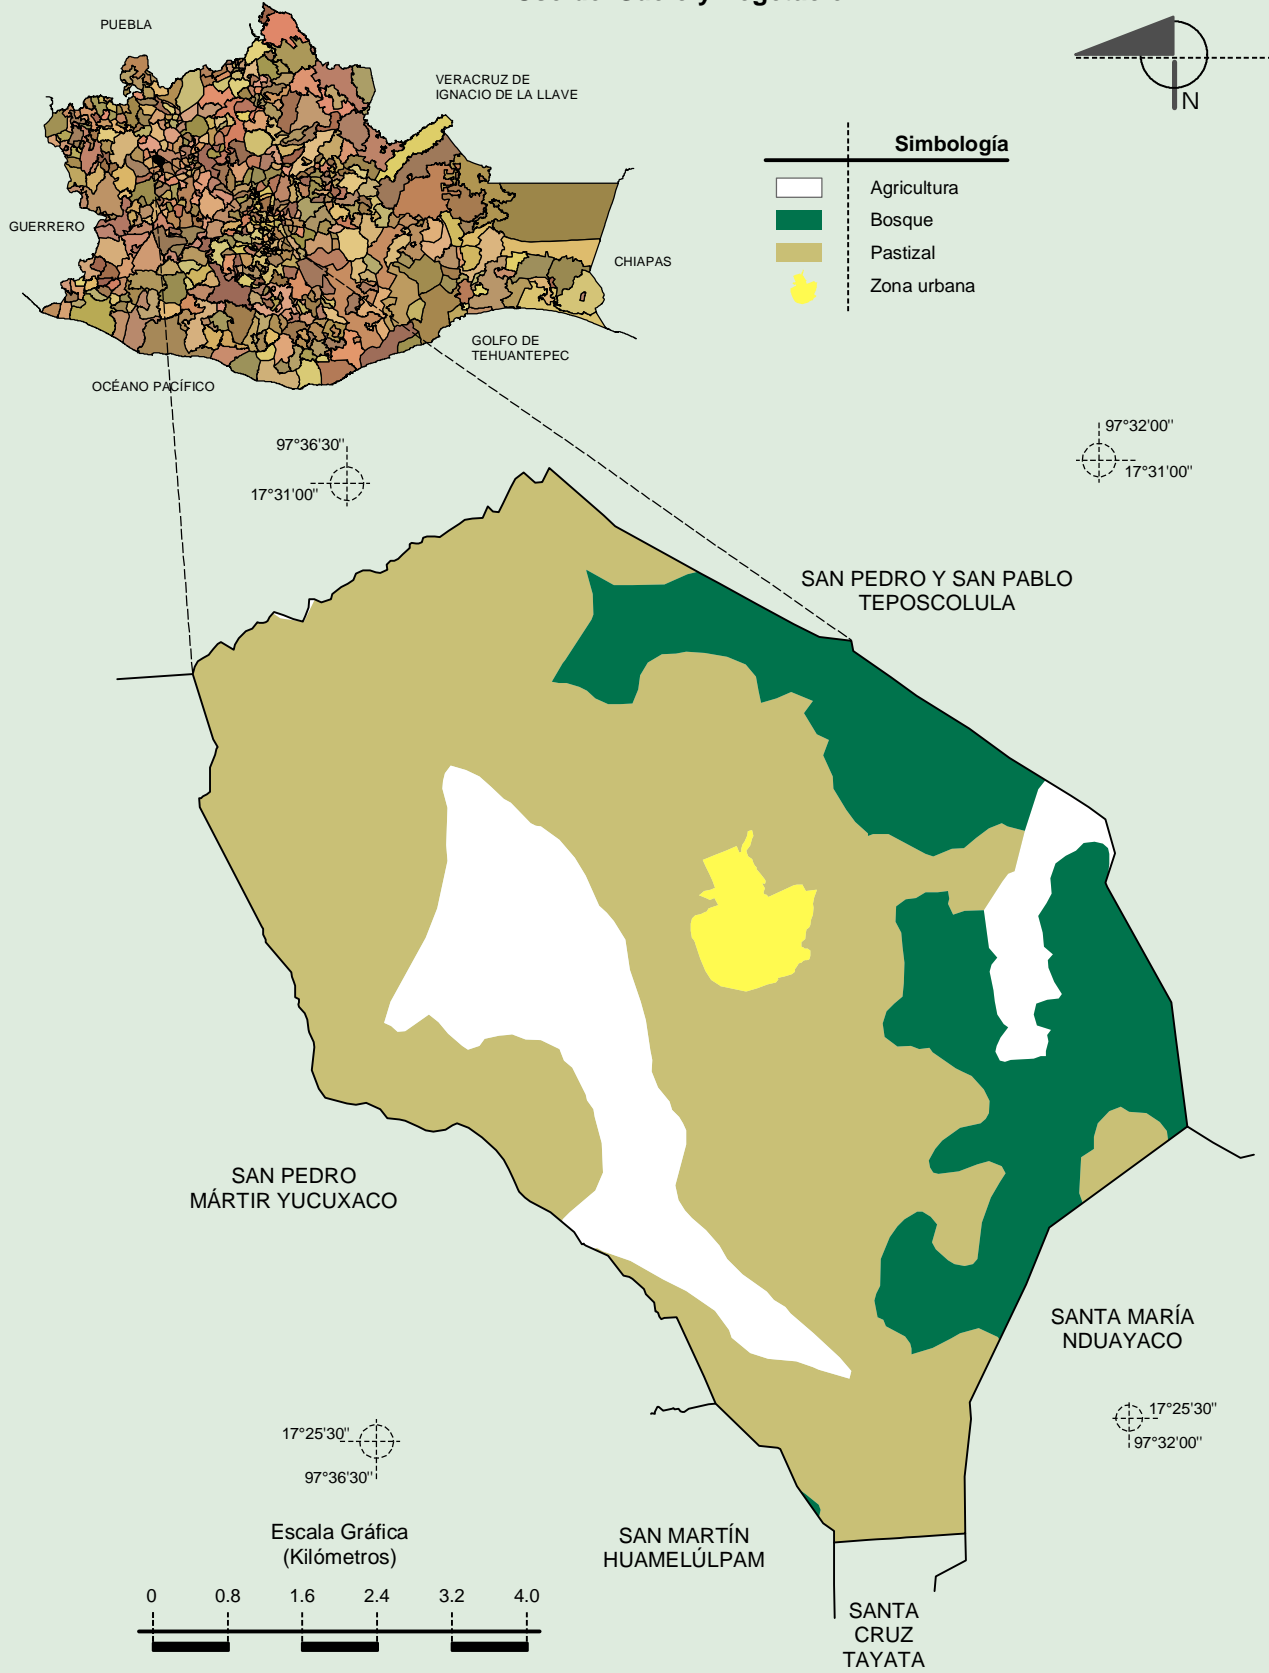 PUEBLA
VERACRUZ DE
IGNACIO DE LA LLAVE
N
Simbología
Agricultura
Bosque
Pastizal
Zona urbana
GUERRERO
CHIAPAS
GOLFO DE
TEHUANTEPEC
OCÉANO PACÍFICO
97°36'30"
17°31'00"
97°32'00"
17°31'00"
SAN PEDRO Y SAN PABLO
TEPOSCOLULA
SAN PEDRO
MÁRTIR YUCUXACO
SANTA MARÍA
NDUAYACO
17°25'30"
97°36'30"
17°25'30"
97°32'00"
Escala Gráfica
(Kilómetros)
0 0.8 1.6 2.4 3.2 4.0
SAN MARTÍN
HUAMELÚLPAM
SANTA
CRUZ
TAYATA